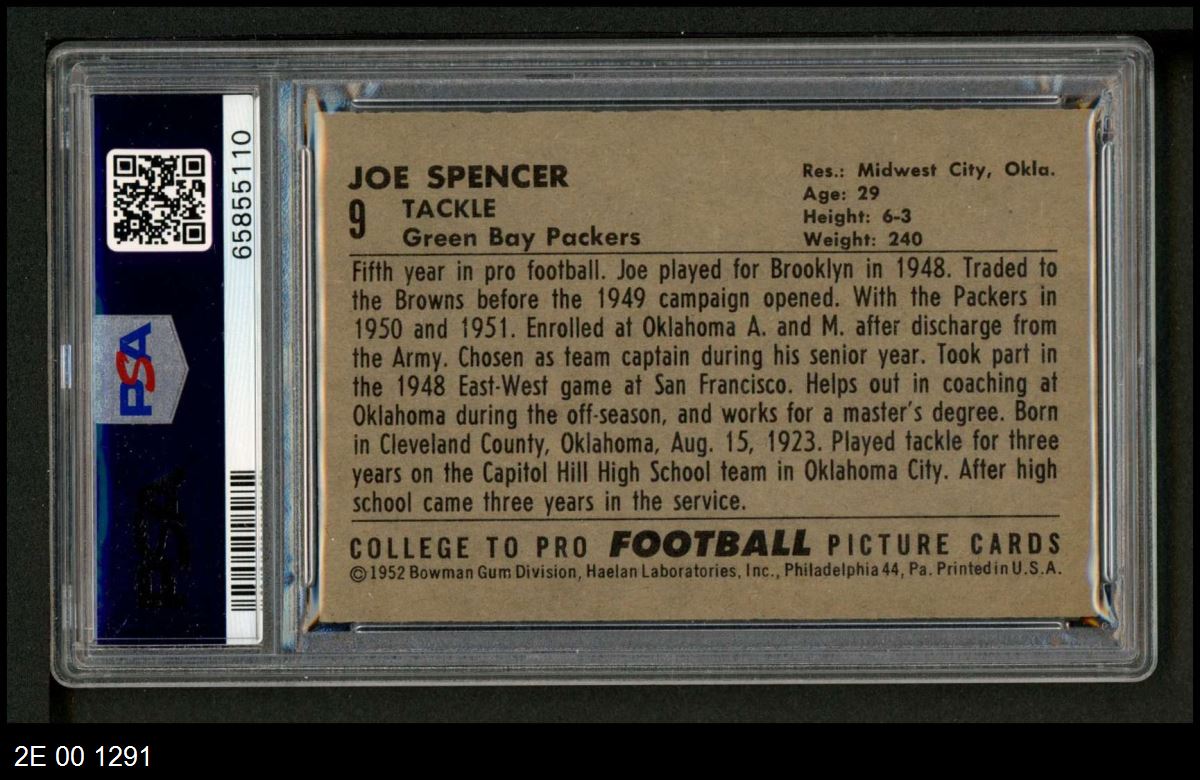 65855110
PSA
PSA
JOE SPENCER
9 TACKLE
Green Bay Packers
Res.: Midwest City, Okla.
Age: 29
Height: 6-3
Weight: 240
Fifth year in pro football. Joe played for Brooklyn in 1948. Traded to
the Browns before the 1949 campaign opened. With the Packers in
1950 and 1951. Enrolled at Oklahoma A. and M. after discharge from
the Army. Chosen as team captain during his senior year. Took part in
the 1948 East-West game at San Francisco. Helps out in coaching at
Oklahoma during the off-season, and works for a master's degree. Born
in Cleveland County, Oklahoma, Aug. 15, 1923. Played tackle for three
years on the Capitol Hill High School team in Oklahoma City. After high
school came three years in the service.
COLLEGE TO PRO FOOTBALL PICTURE CARDS
©1952 Bowman Gum Division, Haelan Laboratories, Inc., Philadelphia 44, Pa. Printed in U.S.A.
2E 00 1291